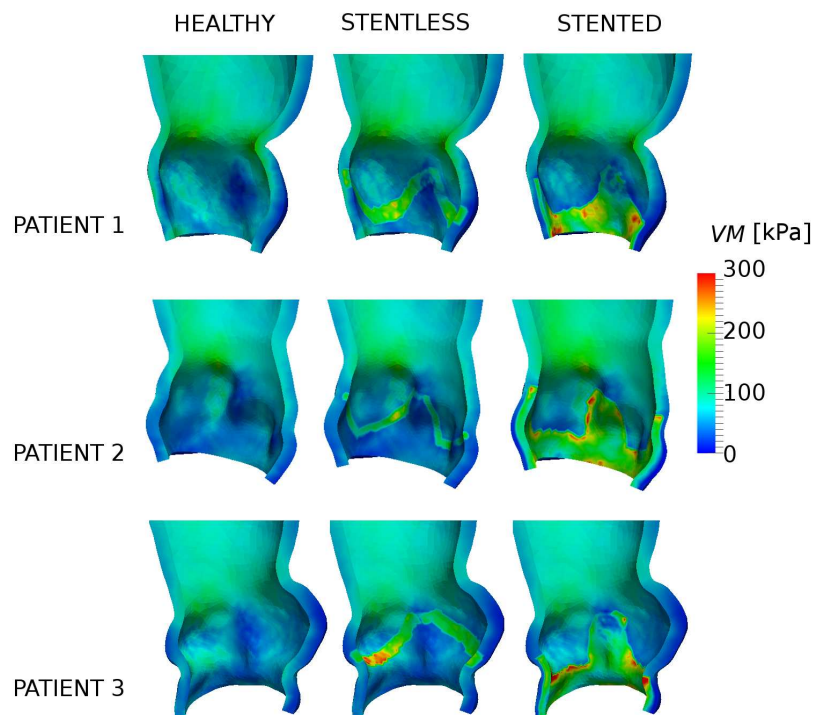 HEALTHY STENTLESS STENTED
PATIENT 1
VM [kPa]
300
200
100
0
PATIENT 2
PATIENT 3